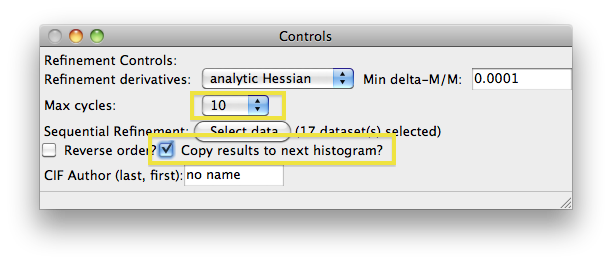 Controls
Refinement Controls:
Refinement derivatives: analytic Hessian Min delta-M/M: 0.0001
Max cycles: 10
Sequential Refinement: Select data (17 dataset(s) selected)
Reverse order? Copy results to next histogram?
CIF Author (last, first): no name